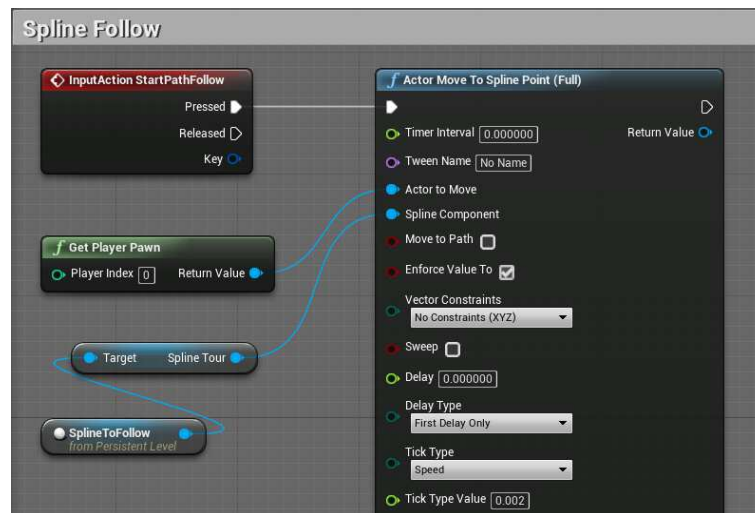 Spline Follow
InputAction StartPathFollow
Pressed
Released
Key
f Get Player Pawn
Player Index 0 Return Value
Target Spline Tour
SplineToFollow
from Persistent Level
f Actor Move To Spline Point (Full)
Timer Interval 0.000000 Return Value
Tween Name No Name
Actor to Move
Spline Component
Move to Path
Enforce Value To
Vector Constraints
No Constraints (XYZ)
Sweep
Delay 0.000000
Delay Type
First Delay Only
Tick Type
Speed
Tick Type Value 0.002